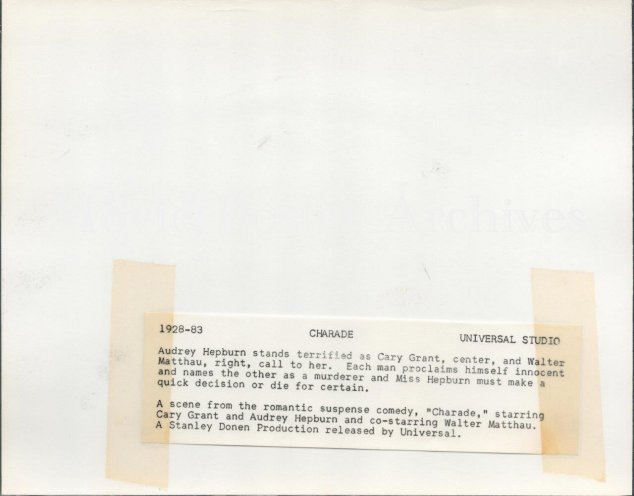 Movie Archives
1928-83 CHARADE UNIVERSAL STUDIO
Audrey Hepburn stands terrified as Cary Grant, center, and Walter
Matthau, right, call to her. Each man proclaims himself innocent
and names the other as a murderer and Miss Hepburn must make a
quick decision or die for certain.
A scene from the romantic suspense comedy, "Charade," starring
Cary Grant and Audrey Hepburn and co-starring Walter Matthau.
A Stanley Donen Production released by Universal.